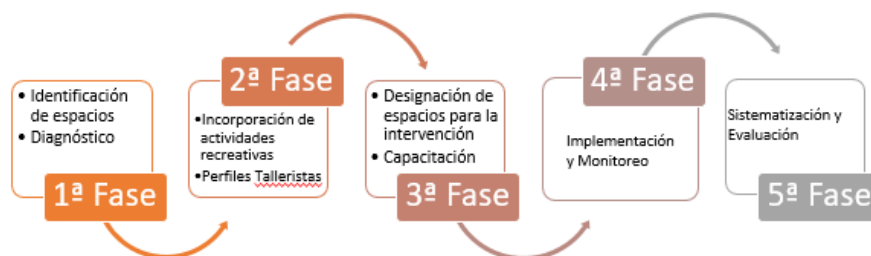 • Identificación
de espacios
• Diagnóstico
1ª Fase
2ª Fase
•Incorporación de
actividades
recreativas
•Perfiles Talleristas
• Designación de
espacios para la
intervención
• Capacitación
3ª Fase
4ª Fase
Implementación
y Monitoreo
Sistematización y
Evaluación
5ª Fase